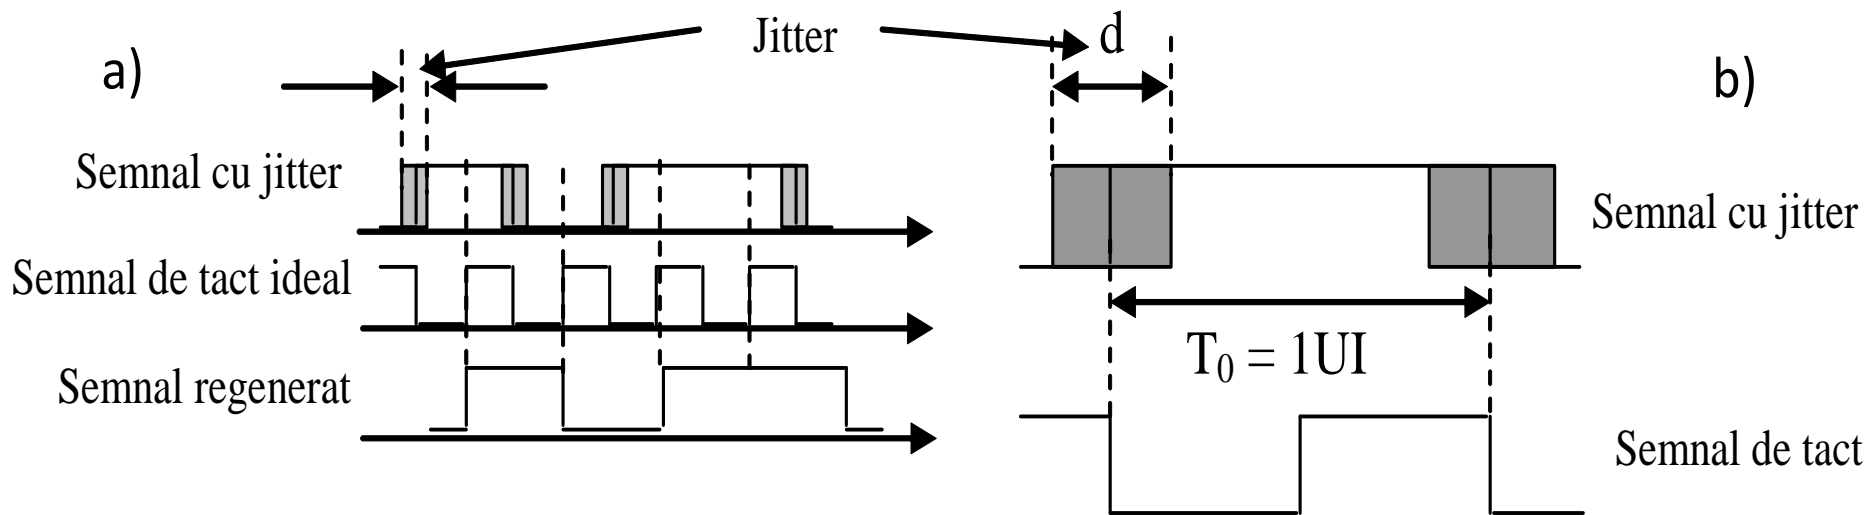 Jitter
d
a)
b)
Semnal cu jitter
Semnal cu jitter
Semnal de tact ideal
T₀ = 1UI
Semnal regenerat
Semnal de tact